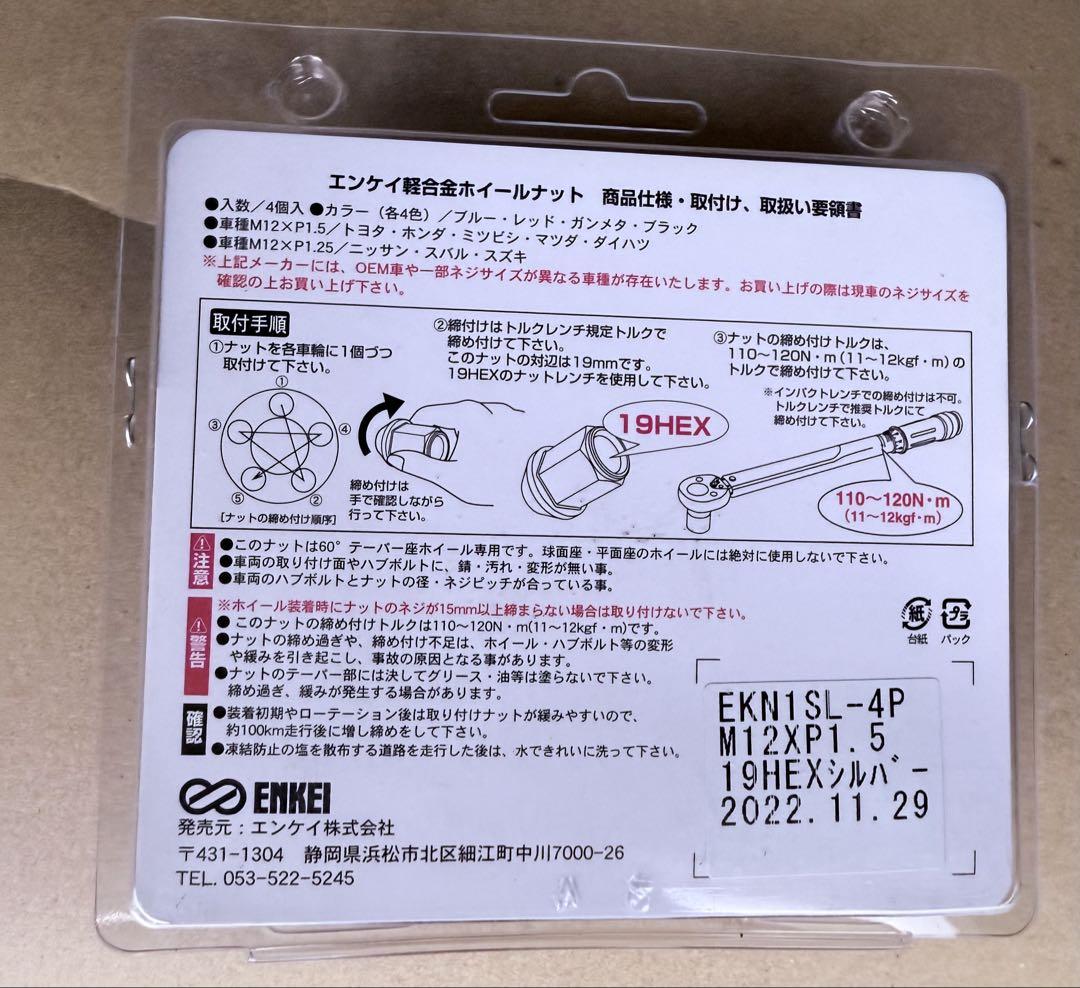 エンケイ軽合金ホイールナット　商品仕様・取付け、取扱い要領書
●入数／4個入 ●カラー（各4色）／ブルー・レッド・ガンメタ・ブラック
●車種M12×P1.5／トヨタ・ホンダ・ミツビシ・マツダ・ダイハツ
●車種M12×P1.25／ニッサン・スバル・スズキ
※上記メーカーには、OEM車や一部ネジサイズが異なる車種が存在いたします。お買い上げの際は現車のネジサイズを
確認の上お買い上げ下さい。
取付手順
①ナットを各車輪に1個づつ
取付けて下さい。
①
③
④
⑤
②
［ナットの締め付け順序］
②締付けはトルクレンチ規定トルクで
締め付けて下さい。
このナットの対辺は19mmです。
19HEXのナットレンチを使用して下さい。
締め付けは
手で確認しながら
行って下さい。
19HEX
③ナットの締め付けトルクは、
110〜120N・m（11〜12kgf・m）の
トルクで締め付けて下さい。
※インパクトレンチでの締め付けは不可。
トルクレンチで推奨トルクにて
締め付けて下さい。
110〜120N・m
（11〜12kgf・m）
注意
●このナットは60°テーパー座ホイール専用です。球面座・平面座のホイールには絶対に使用しないで下さい。
●車両の取り付け面やハブボルトに、錆・汚れ・変形が無い事。
●車両のハブボルトとナットの径・ネジピッチが合っている事。
警告
※ホイール装着時にナットのネジが15mm以上締まらない場合は取り付けないで下さい。
●このナットの締め付けトルクは110〜120N・m(11〜12kgf・m)です。
●ナットの締め過ぎや、締め付け不足は、ホイール・ハブボルト等の変形
や緩みを引き起こし、事故の原因となる事があります。
●ナットのテーパー部には決してグリース・油等は塗らないで下さい。
締め過ぎ、緩みが発生する場合があります。
確認
●装着初期やローテーション後は取り付けナットが緩みやすいので、
約100km走行後に増し締めをして下さい。
●凍結防止の塩を散布する道路を走行した後は、水できれいに洗って下さい。
紙
台紙
プラ
パック
EKN1SL-4P
M12XP1.5
19HEXシルバー
2022.11.29
ENKEI
発売元：エンケイ株式会社
〒431-1304　静岡県浜松市北区細江町中川7000-26
TEL. 053-522-5245